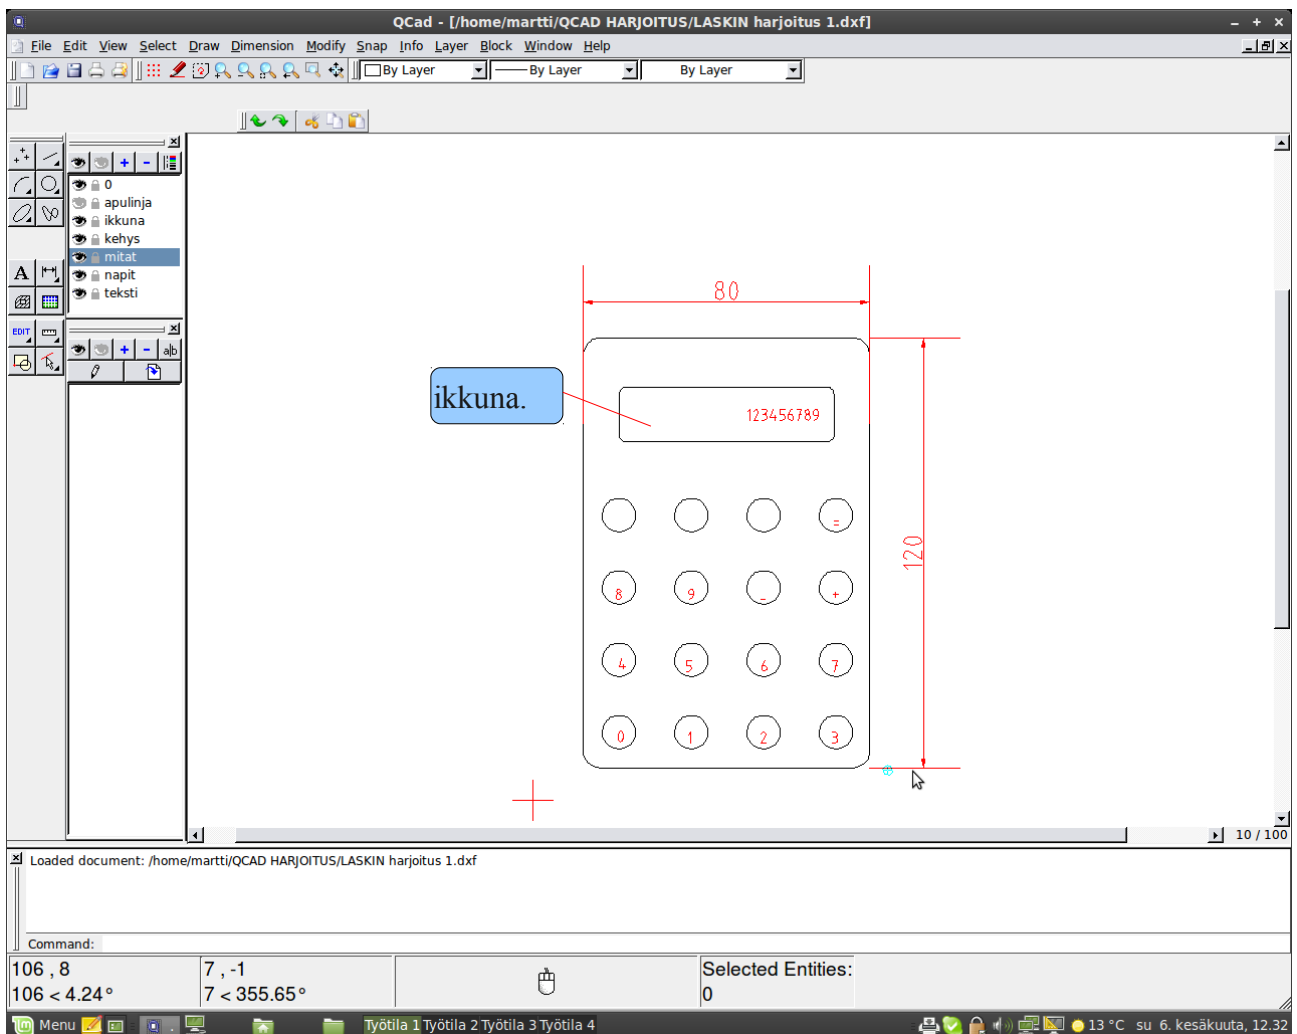 QCad - [/home/martti/QCAD HARJOITUS/LASKIN harjoitus 1.dxf]
File Edit View Select Draw Dimension Modify Snap Info Layer Block Window Help
By Layer By Layer By Layer
0
apulinja
ikkuna
kehys
mitat
napit
teksti
A
EDIT
a|b
80
ikkuna.
123456789
=
120
8 9 - +
4 5 6 7
0 1 2 3
10 / 100
Loaded document: /home/martti/QCAD HARJOITUS/LASKIN harjoitus 1.dxf
Command:
106 , 8 7 , -1 Selected Entities:
106 < 4.24° 7 < 355.65° 0
Menu Työtila 1 Työtila 2 Työtila 3 Työtila 4 13 °C su 6. kesäkuuta, 12.32